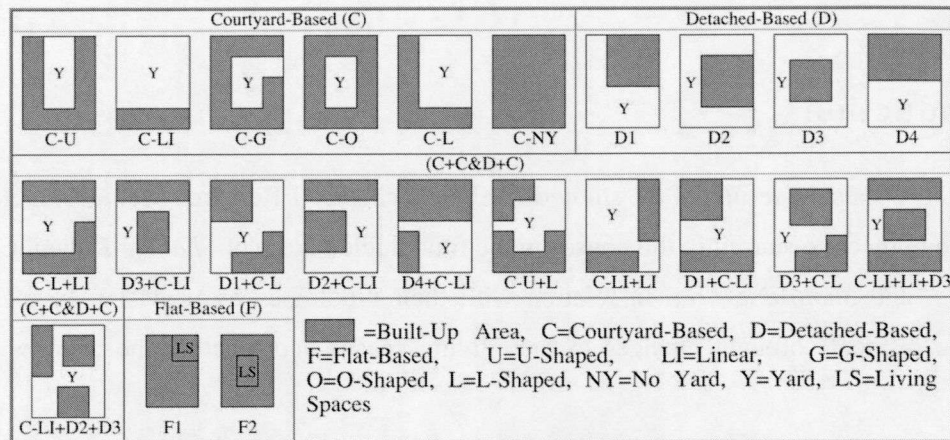 Courtyard-Based (C) Detached-Based (D)
Y Y Y Y Y Y Y Y Y
C-U C-LI C-G C-O C-L C-NY D1 D2 D3 D4
(C+C&D+C)
Y Y Y Y Y Y Y Y Y Y
C-L+LI D3+C-LI D1+C-L D2+C-LI D4+C-LI C-U+L C-LI+LI D1+C-LI D3+C-L C-LI+LI+D3
(C+C&D+C) Flat-Based (F)
Y LS LS
C-LI+D2+D3 F1 F2
=Built-Up Area, C=Courtyard-Based, D=Detached-Based,
F=Flat-Based, U=U-Shaped, LI=Linear, G=G-Shaped,
O=O-Shaped, L=L-Shaped, NY=No Yard, Y=Yard, LS=Living
Spaces